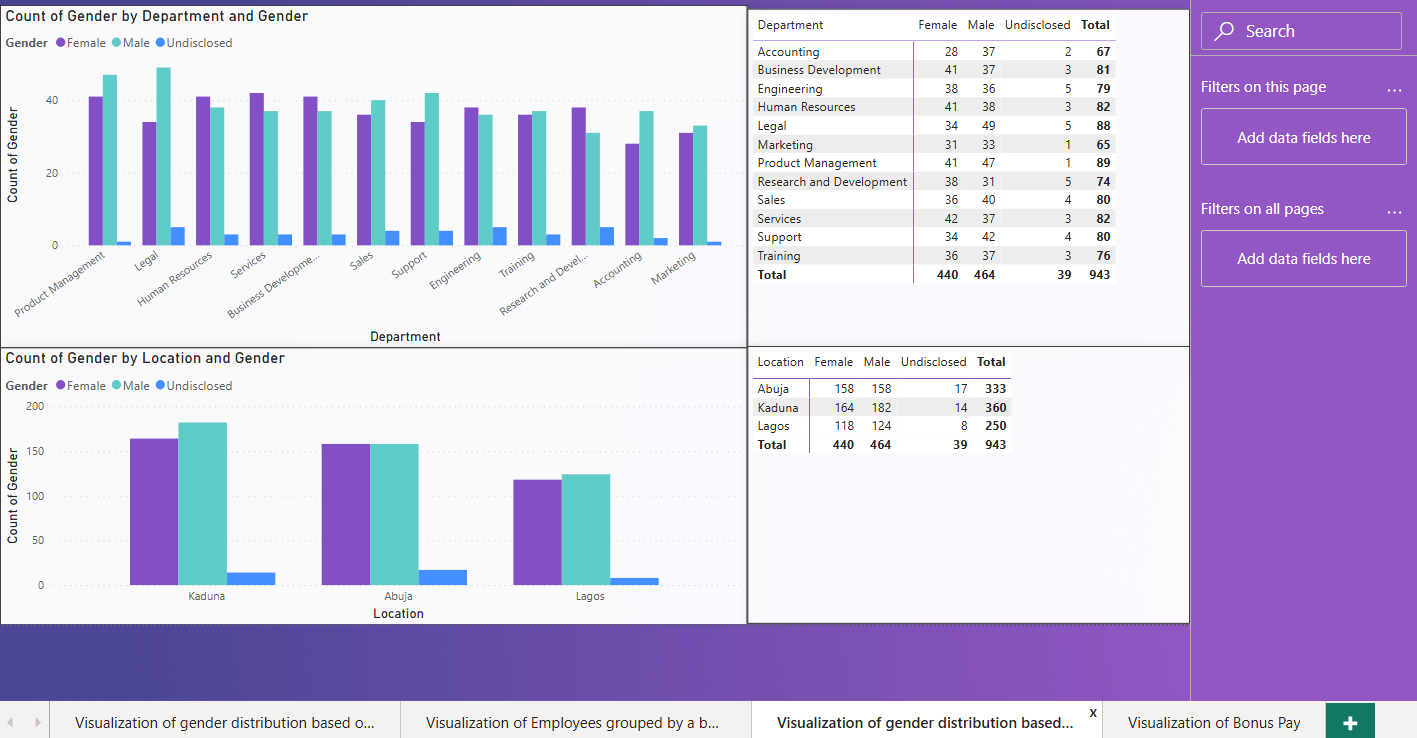 Count of Gender by Department and Gender
Gender Female Male Undisclosed
Count of Gender
40
20
0
Product Management
Legal
Human Resources
Services
Business Developme...
Sales
Support
Engineering
Training
Research and Devel...
Accounting
Marketing
Department
Department Female Male Undisclosed Total
Accounting 28 37 2 67
Business Development 41 37 3 81
Engineering 38 36 5 79
Human Resources 41 38 3 82
Legal 34 49 5 88
Marketing 31 33 1 65
Product Management 41 47 1 89
Research and Development 38 31 5 74
Sales 36 40 4 80
Services 42 37 3 82
Support 34 42 4 80
Training 36 37 3 76
Total 440 464 39 943
Count of Gender by Location and Gender
Gender Female Male Undisclosed
Count of Gender
200
150
100
50
0
Kaduna Abuja Lagos
Location
Location Female Male Undisclosed Total
Abuja 158 158 17 333
Kaduna 164 182 14 360
Lagos 118 124 8 250
Total 440 464 39 943
Search
Filters on this page ...
Add data fields here
Filters on all pages ...
Add data fields here
Visualization of gender distribution based o... Visualization of Employees grouped by a b... Visualization of gender distribution based... x Visualization of Bonus Pay +